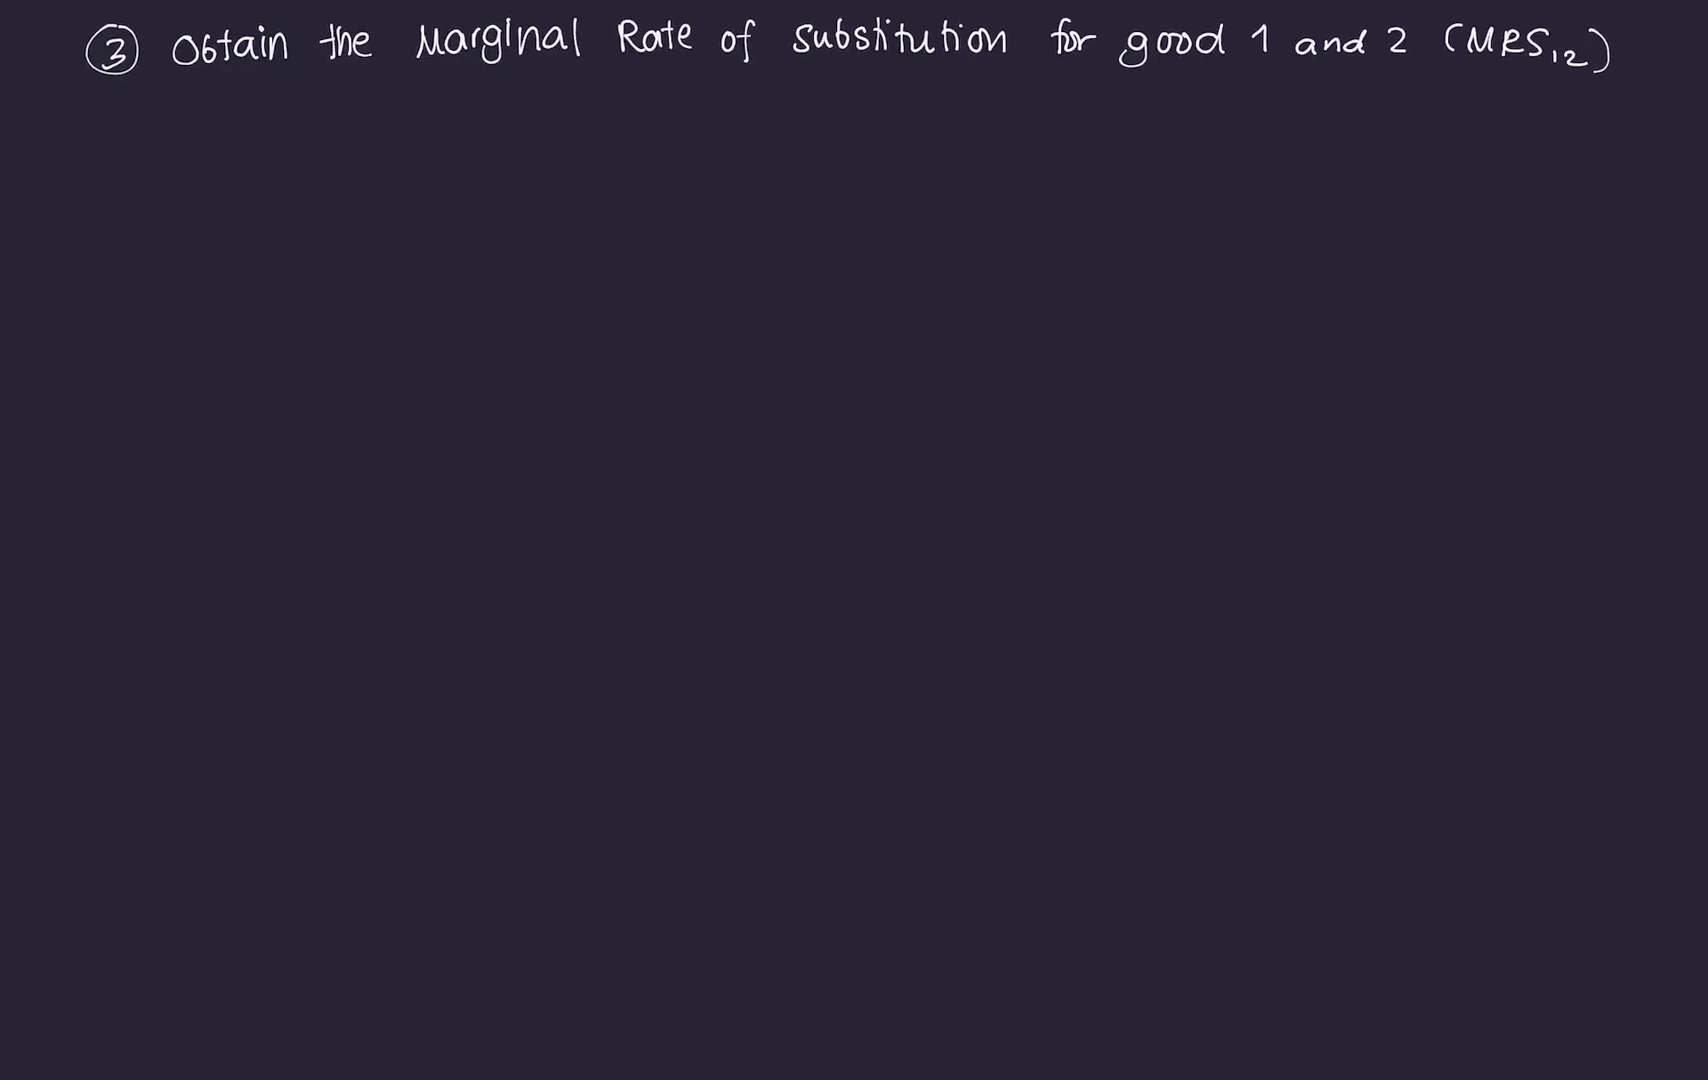 ③ Obtain the Marginal Rate of substitution for good 1 and 2 (MRS₁₂)